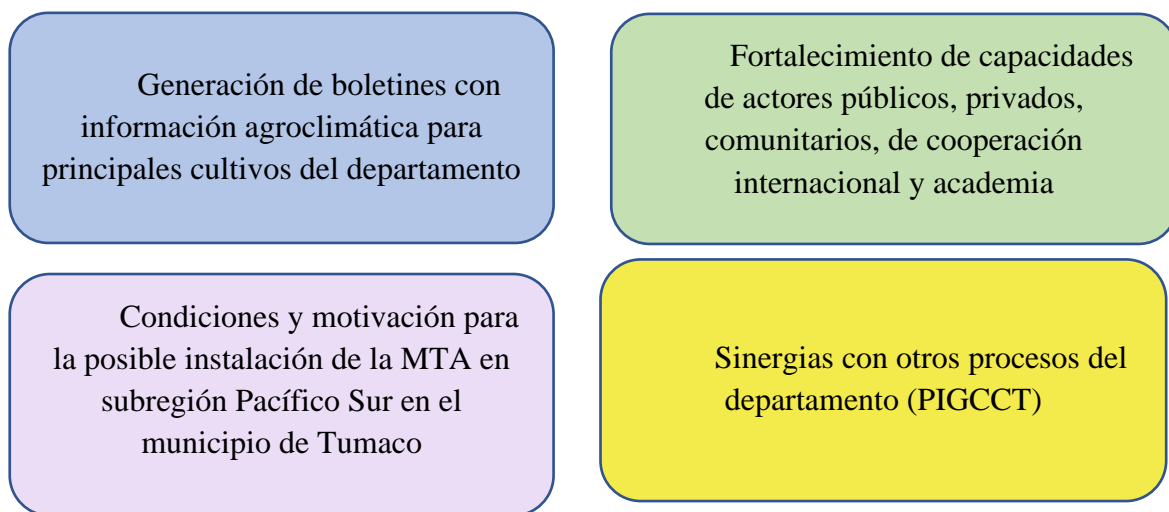 Generación de boletines con
información agroclimática para
principales cultivos del departamento
Fortalecimiento de capacidades
de actores públicos, privados,
comunitarios, de cooperación
internacional y academia
Condiciones y motivación para
la posible instalación de la MTA en
subregión Pacífico Sur en el
municipio de Tumaco
Sinergias con otros procesos del
departamento (PIGCCT)